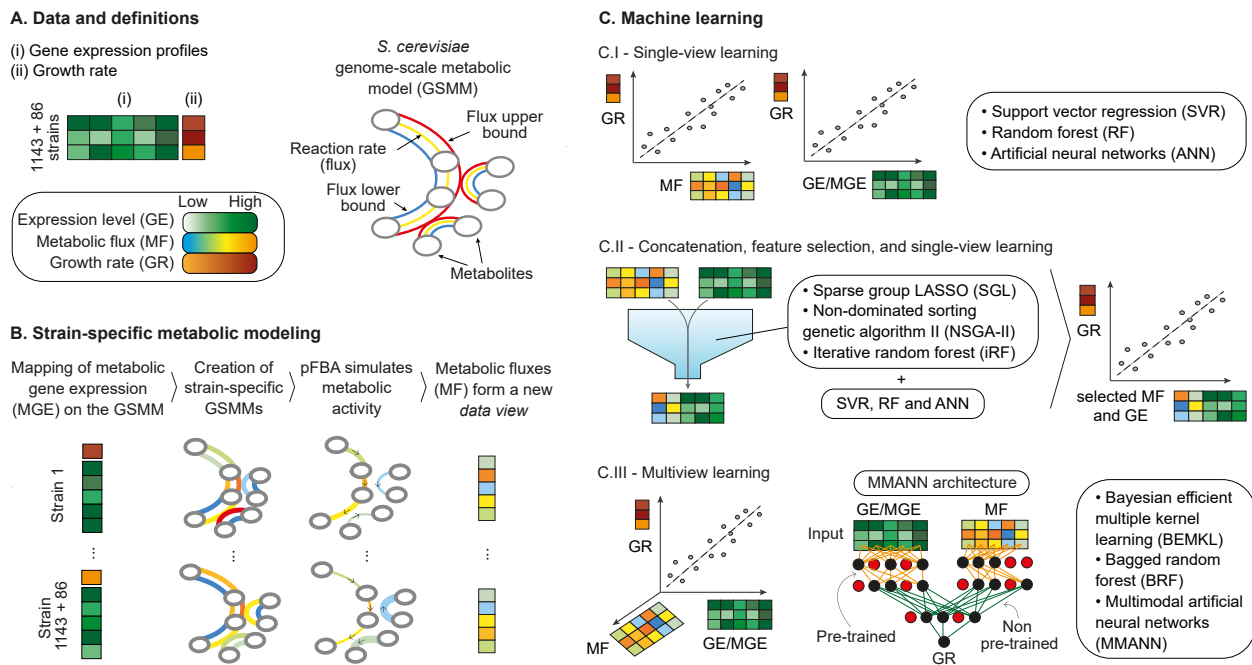 A. Data and definitions
(i) Gene expression profiles
(ii) Growth rate
(i)
(ii)
1143 + 86
strains
S. cerevisiae
genome-scale metabolic
model (GSMM)
Flux upper
bound
Reaction rate
(flux)
Flux lower
bound
Metabolites
Low
High
Expression level (GE)
Metabolic flux (MF)
Growth rate (GR)
B. Strain-specific metabolic modeling
Mapping of metabolic
gene expression
(MGE) on the GSMM
Creation of
strain-specific
GSMMs
pFBA simulates
metabolic
activity
Metabolic fluxes
(MF) form a new
data view
Strain 1
...
...
...
...
Strain
1143 + 86
C. Machine learning
C.I - Single-view learning
GR
MF
GR
GE/MGE
• Support vector regression (SVR)
• Random forest (RF)
• Artificial neural networks (ANN)
C.II - Concatenation, feature selection, and single-view learning
• Sparse group LASSO (SGL)
• Non-dominated sorting
genetic algorithm II (NSGA-II)
• Iterative random forest (iRF)
+
SVR, RF and ANN
GR
selected MF
and GE
C.III - Multiview learning
GR
MF
GE/MGE
MMANN architecture
GE/MGE
MF
Input
Pre-trained
Non
pre-trained
GR
• Bayesian efficient
multiple kernel
learning (BEMKL)
• Bagged random
forest (BRF)
• Multimodal artificial
neural networks
(MMANN)